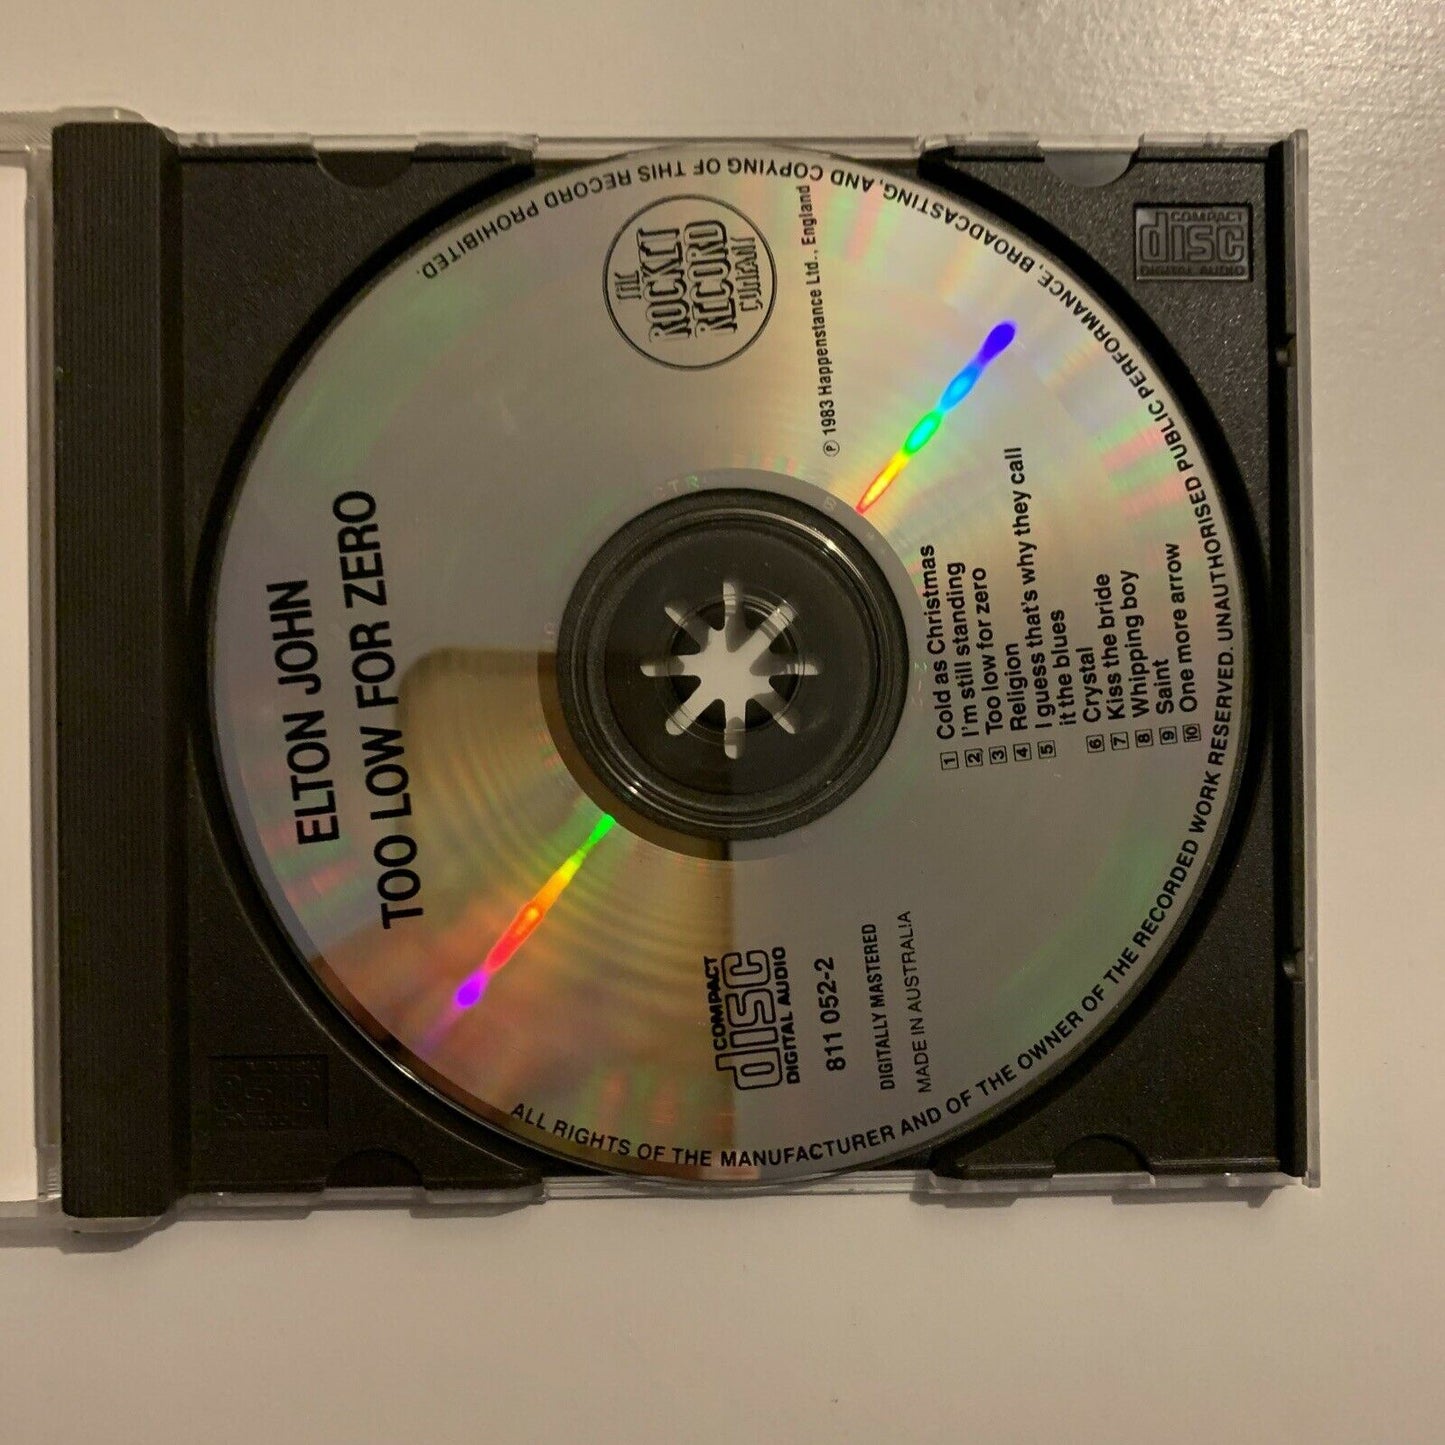 ELTON JOHN
TOO LOW FOR ZERO
THE
ROCKET
RECORD
COMPANY
℗ 1983 Happenstance Ltd., England
COMPACT
disc
DIGITAL AUDIO
811 052-2
DIGITALLY MASTERED
MADE IN AUSTRALIA
1 Cold as Christmas
2 I'm still standing
3 Too low for zero
4 Religion
5 I guess that's why they call
it the blues
6 Crystal
7 Kiss the bride
8 Whipping boy
9 Saint
10 One more arrow
ALL RIGHTS OF THE MANUFACTURER AND OF THE OWNER OF THE RECORDED WORK RESERVED. UNAUTHORISED PUBLIC PERFORMANCE, BROADCASTING, AND COPYING OF THIS RECORD PROHIBITED.
COMPACT
disc
DIGITAL AUDIO